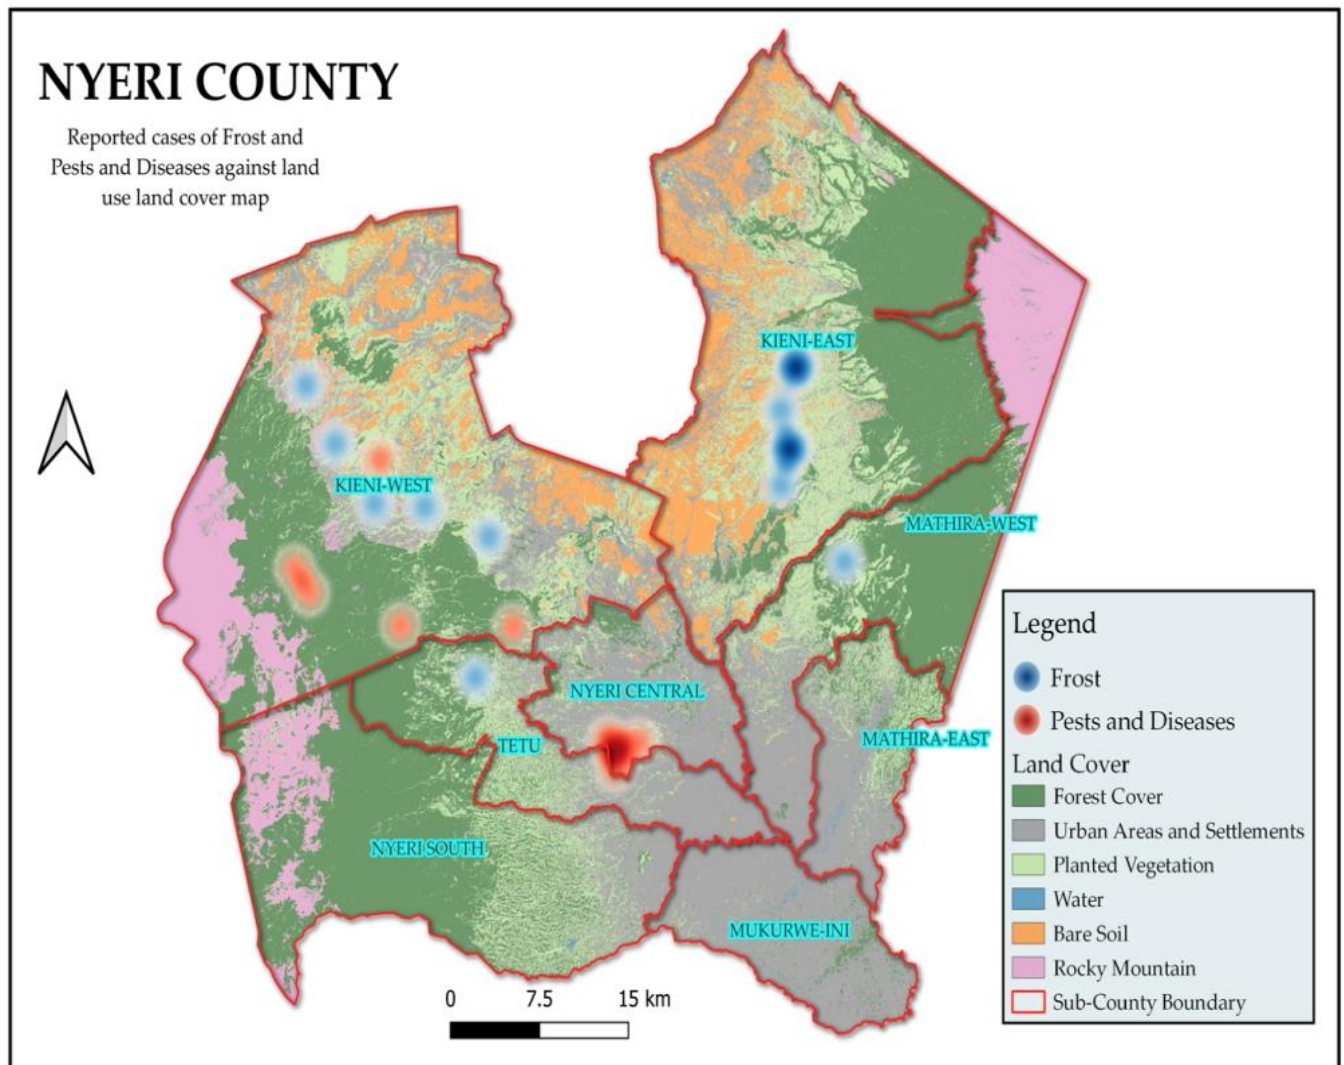 NYERI COUNTY
Reported cases of Frost and
Pests and Diseases against land
use land cover map
KIENI-EAST
KIENI-WEST
MATHIRA-WEST
NYERI CENTRAL
TETU
MATHIRA-EAST
NYERI SOUTH
MUKURWE-INI
0 7.5 15 km
Legend
Frost
Pests and Diseases
Land Cover
Forest Cover
Urban Areas and Settlements
Planted Vegetation
Water
Bare Soil
Rocky Mountain
Sub-County Boundary